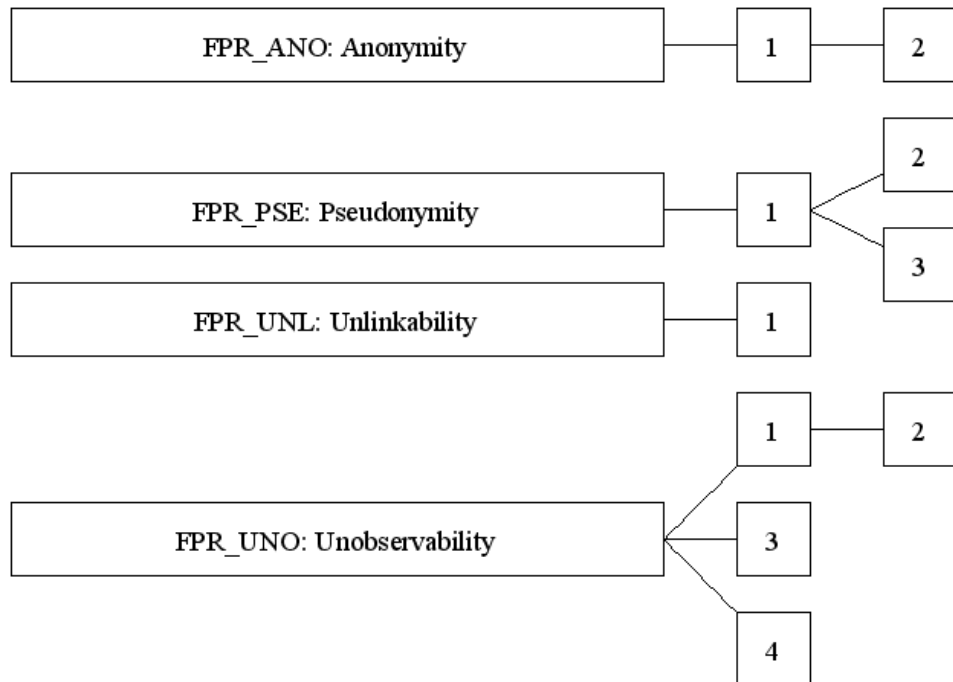 FPR_ANO: Anonymity 1 2
2
FPR_PSE: Pseudonymity 1
3
FPR_UNL: Unlinkability 1
1 2
FPR_UNO: Unobservability 3
4